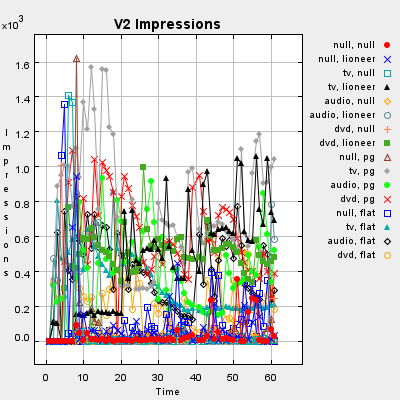 V2 Impressions
x10³
Impressions
1.6
1.4
1.2
1.0
0.8
0.6
0.4
0.2
0.0
0
10
20
30
40
50
60
Time
null, null
null, lioneer
tv, null
tv, lioneer
audio, null
audio, lioneer
dvd, null
dvd, lioneer
null, pg
tv, pg
audio, pg
dvd, pg
null, flat
tv, flat
audio, flat
dvd, flat